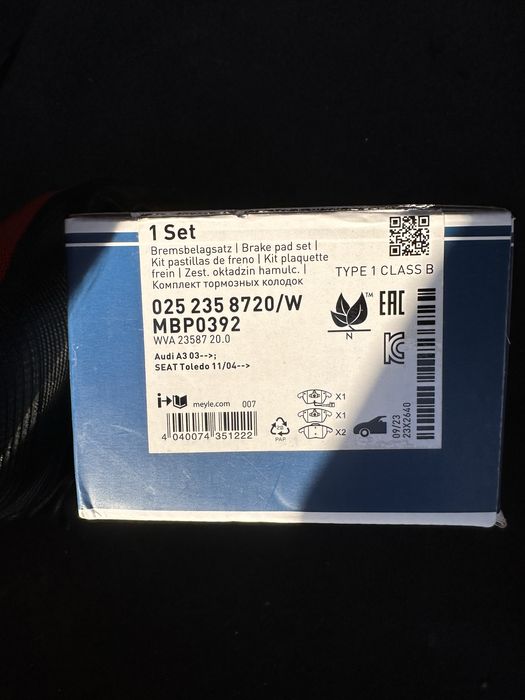 1 Set
Bremsbelagsatz | Brake pad set |
Kit pastillas de freno | Kit plaquette
frein | Zest. okładzin hamulc. |
Комплект тормозных колодок
TYPE 1 CLASS B
025 235 8720/W
MBP0392
WVA 23587 20.0
Audi A3 03-->;
SEAT Toledo 11/04-->
TM
N
EAC
meyle.com 007
4 040074 351222
PAP
X1
X1
X2
09/23
23X2640